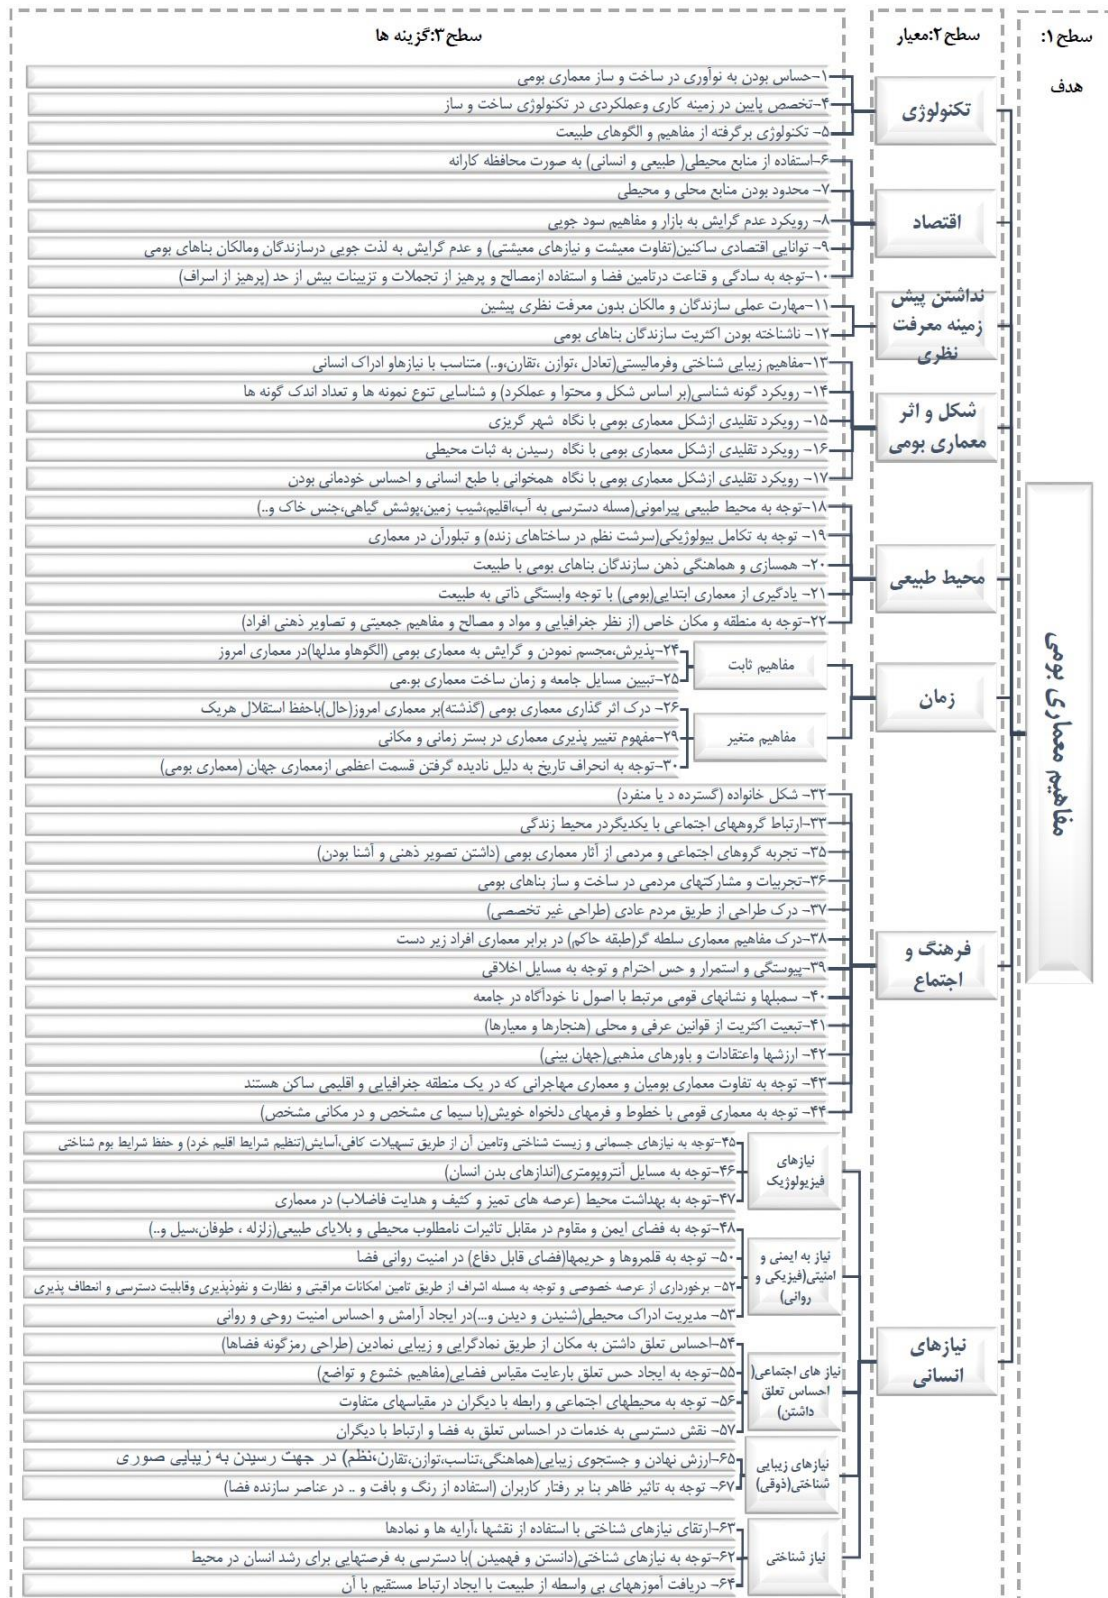 سطح۱:
هدف
سطح۲:معیار
سطح۳:گزینه ها
مفاهیم معماری بومی
تکنولوژی
۱-حساس بودن به نوآوری در ساخت و ساز معماری بومی
۴-تخصص پایین در زمینه کاری وعملکردی در تکنولوژی ساخت و ساز
۵- تکنولوژی برگرفته از مفاهیم و الگوهای طبیعت
اقتصاد
۶-استفاده از منابع محیطی( طبیعی و انسانی) به صورت محافظه کارانه
۷- محدود بودن منابع محلی و محیطی
۸- رویکرد عدم گرایش به بازار و مفاهیم سود جویی
۹- توانایی اقتصادی ساکنین(تفاوت معیشت و نیازهای معیشتی) و عدم گرایش به لذت جویی درسازندگان ومالکان بناهای بومی
۱۰-توجه به سادگی و قناعت درتامین فضا و استفاده ازمصالح و پرهیز از تجملات و تزیینات بیش از حد (پرهیز از اسراف)
نداشتن پیش
زمینه معرفت
نظری
۱۱-مهارت عملی سازندگان و مالکان بدون معرفت نظری پیشین
۱۲- ناشناخته بودن اکثریت سازندگان بناهای بومی
شکل و اثر
معماری بومی
۱۳-مفاهیم زیبایی شناختی وفرمالیستی(تعادل ،توازن ،تقارن،و..) متناسب با نیازهاو ادراک انسانی
۱۴- رویکرد گونه شناسی(بر اساس شکل و محتوا و عملکرد) و شناسایی تنوع نمونه ها و تعداد اندک گونه ها
۱۵- رویکرد تقلیدی ازشکل معماری بومی با نگاه شهر گریزی
۱۶- رویکرد تقلیدی ازشکل معماری بومی با نگاه رسیدن به ثبات محیطی
۱۷- رویکرد تقلیدی ازشکل معماری بومی با نگاه همخوانی با طبع انسانی و احساس خودمانی بودن
محیط طبیعی
۱۸-توجه به محیط طبیعی پیرامونی(مسله دسترسی به آب،اقلیم،شیب زمین،پوشش گیاهی،جنس خاک و..)
۱۹- توجه به تکامل بیولوژیکی(سرشت نظم در ساختاهای زنده) و تبلورآن در معماری
۲۰- همسازی و هماهنگی ذهن سازندگان بناهای بومی با طبیعت
۲۱- یادگیری از معماری ابتدایی(بومی) با توجه وابستگی ذاتی به طبیعت
۲۲-توجه به منطقه و مکان خاص (از نظر جغرافیایی و مواد و مصالح و مفاهیم جمعیتی و تصاویر ذهنی افراد)
زمان
مفاهیم ثابت
۲۴-پذیرش،مجسم نمودن و گرایش به معماری بومی (الگوهاو مدلها)در معماری امروز
۲۵-تبیین مسایل جامعه و زمان ساخت معماری بو.می
مفاهیم متغیر
۲۶- درک اثر گذاری معماری بومی (گذشته)بر معماری امروز(حال)باحفظ استقلال هریک
۲۹-مفهوم تغییر پذیری معماری در بستر زمانی و مکانی
۳۰-توجه به انحراف تاریخ به دلیل نادیده گرفتن قسمت اعظمی ازمعماری جهان (معماری بومی)
فرهنگ و
اجتماع
۳۲- شکل خانواده (گسترده د یا منفرد)
۳۳-ارتباط گروههای اجتماعی با یکدیگردر محیط زندگی
۳۵- تجربه گروهای اجتماعی و مردمی از آثار معماری بومی (داشتن تصویر ذهنی و آشنا بودن)
۳۶-تجربیات و مشارکتهای مردمی در ساخت و ساز بناهای بومی
۳۷- درک طراحی از طریق مردم عادی (طراحی غیر تخصصی)
۳۸-درک مفاهیم معماری سلطه گر(طبقه حاکم) در برابر معماری افراد زیر دست
۳۹-پیوستگی و استمرار و حس احترام و توجه به مسایل اخلاقی
۴۰- سمبلها و نشانهای قومی مرتبط با اصول نا خودآگاه در جامعه
۴۱-تبعیت اکثریت از قوانین عرفی و محلی (هنجارها و معیارها)
۴۲- ارزشها واعتقادات و باورهای مذهبی(جهان بینی)
۴۳- توجه به تفاوت معماری بومیان و معماری مهاجرانی که در یک منطقه جغرافیایی و اقلیمی ساکن هستند
۴۴- توجه به معماری قومی با خطوط و فرمهای دلخواه خویش(با سیما ی مشخص و در مکانی مشخص)
نیازهای
انسانی
نیازهای
فیزیولوژیک
۴۵-توجه به نیازهای جسمانی و زیست شناختی وتامین آن از طریق تسهیلات کافی،آسایش(تنظیم شرایط اقلیم خرد) و حفظ شرایط بوم شناختی
۴۶-توجه به مسایل آنتروپومتری(اندازهای بدن انسان)
۴۷-توجه به بهداشت محیط (عرصه های تمیز و کثیف و هدایت فاضلاب) در معماری
نیاز به ایمنی و
امنیتی(فیزیکی و
روانی)
۴۸-توجه به فضای ایمن و مقاوم در مقابل تاثیرات نامطلوب محیطی و بلایای طبیعی(زلزله ، طوفان،سیل و..)
۵۰- توجه به قلمروها و حریمها(فضای قابل دفاع) در امنیت روانی فضا
۵۲- برخورداری از عرصه خصوصی و توجه به مسله اشراف از طریق تامین امکانات مراقبتی و نظارت و نفوذپذیری وقابلیت دسترسی و انعطاف پذیری
۵۳- مدیریت ادراک محیطی(شنیدن و دیدن و...)در ایجاد آرامش و احساس امنیت روحی و روانی
نیاز های اجتماعی(
احساس تعلق
داشتن)
۵۴-احساس تعلق داشتن به مکان از طریق نمادگرایی و زیبایی نمادین (طراحی رمزگونه فضاها)
۵۵-توجه به ایجاد حس تعلق بارعایت مقیاس فضایی(مفاهیم خشوع و تواضع)
۵۶- توجه به محیطهای اجتماعی و رابطه با دیگران در مقیاسهای متفاوت
۵۷- نقش دسترسی به خدمات در احساس تعلق به فضا و ارتباط با دیگران
نیازهای زیبایی
شناختی(ذوقی)
۶۵-ارزش نهادن و جستجوی زیبایی(هماهنگی،تناسب،توازن،تقارن،نظم) در جهت رسیدن به زیبایی صوری
۶۷- توجه به تاثیر ظاهر بنا بر رفتار کاربران (استفاده از رنگ و بافت و .. در عناصر سازنده فضا)
نیاز شناختی
۶۳-ارتقای نیازهای شناختی با استفاده از نقشها ،آرایه ها و نمادها
۶۲-توجه به نیازهای شناختی(دانستن و فهمیدن )با دسترسی به فرصتهایی برای رشد انسان در محیط
۶۴- دریافت آموزههای بی واسطه از طبیعت با ایجاد ارتباط مستقیم با آن